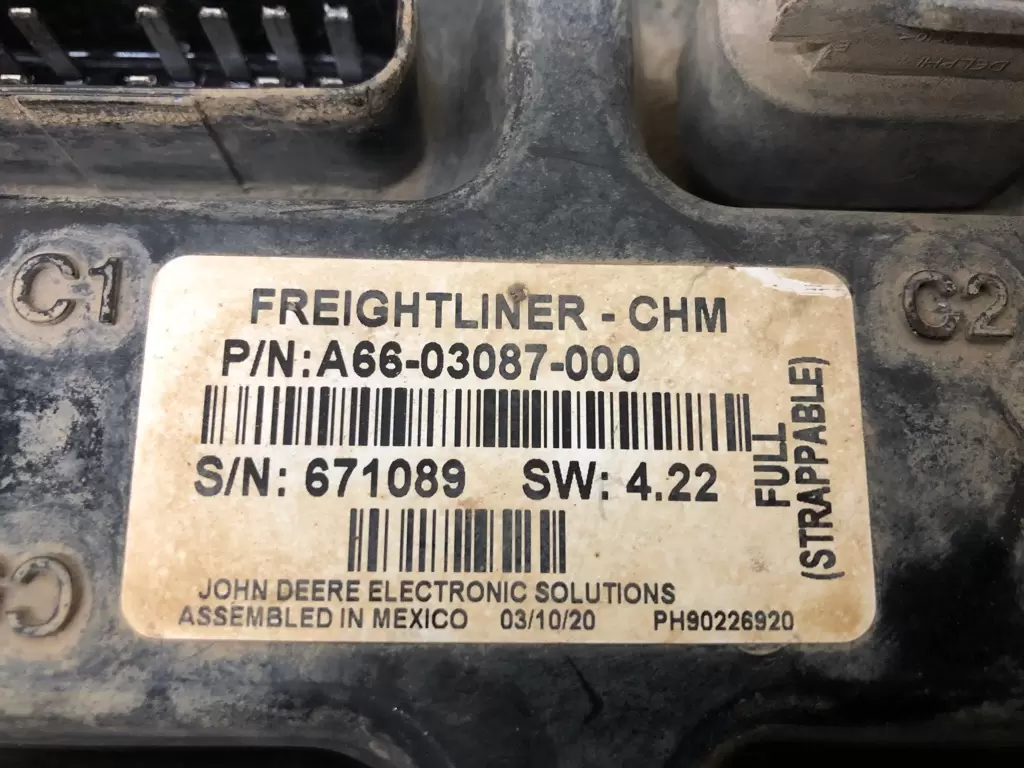 DELPHI
C1
C2
FREIGHTLINER - CHM
P/N: A66-03087-000
S/N: 671089 SW: 4.22
FULL
(STRAPPABLE)
JOHN DEERE ELECTRONIC SOLUTIONS
ASSEMBLED IN MEXICO 03/10/20 PH90226920